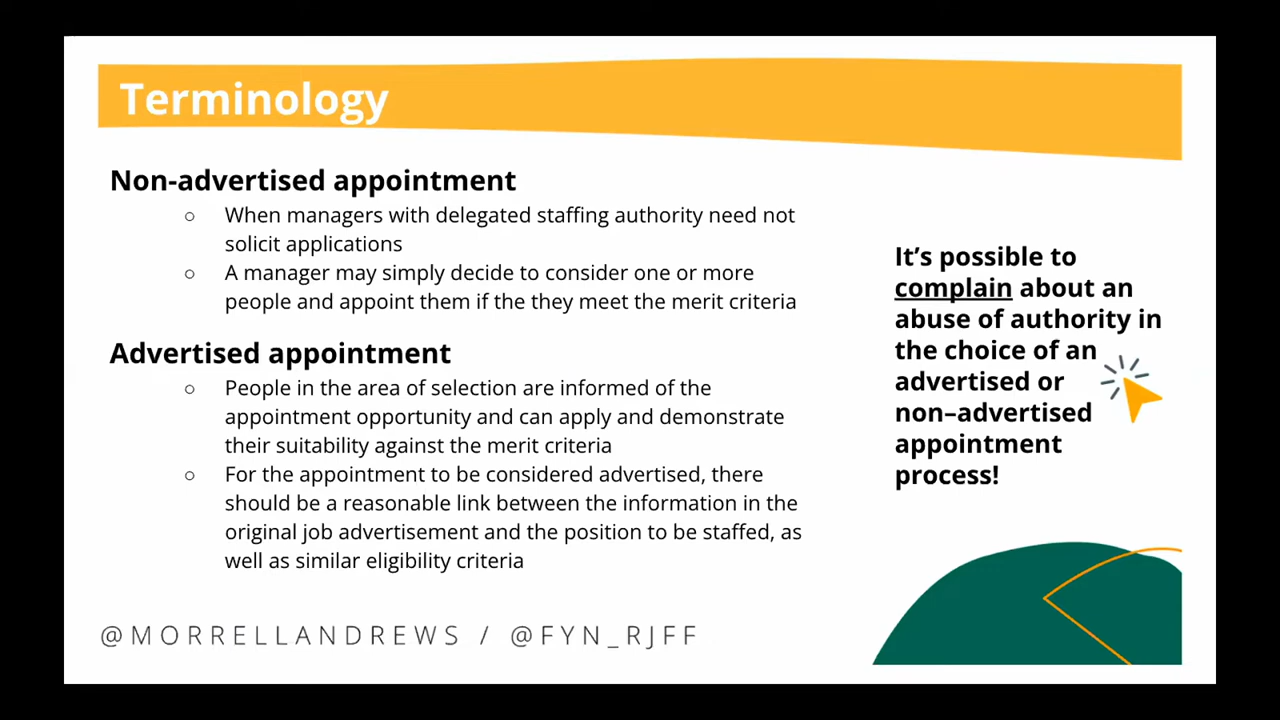 Terminology
Non-advertised appointment
○ When managers with delegated staffing authority need not
solicit applications
○ A manager may simply decide to consider one or more
people and appoint them if the they meet the merit criteria
Advertised appointment
○ People in the area of selection are informed of the
appointment opportunity and can apply and demonstrate
their suitability against the merit criteria
○ For the appointment to be considered advertised, there
should be a reasonable link between the information in the
original job advertisement and the position to be staffed, as
well as similar eligibility criteria
It’s possible to
complain about an
abuse of authority in
the choice of an
advertised or
non–advertised
appointment
process!
@MORRELLANDREWS / @FYN_RJFF